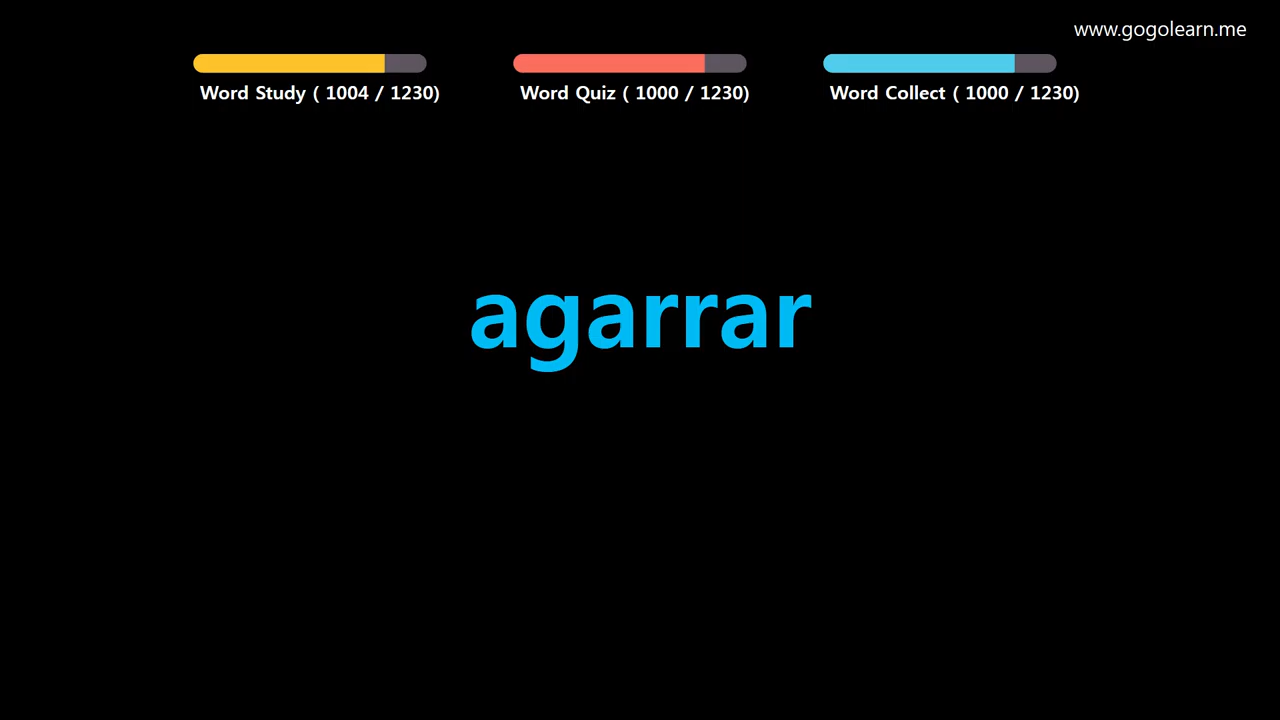 www.gogolearn.me
Word Study ( 1004 / 1230)
Word Quiz ( 1000 / 1230)
Word Collect ( 1000 / 1230)
agarrar